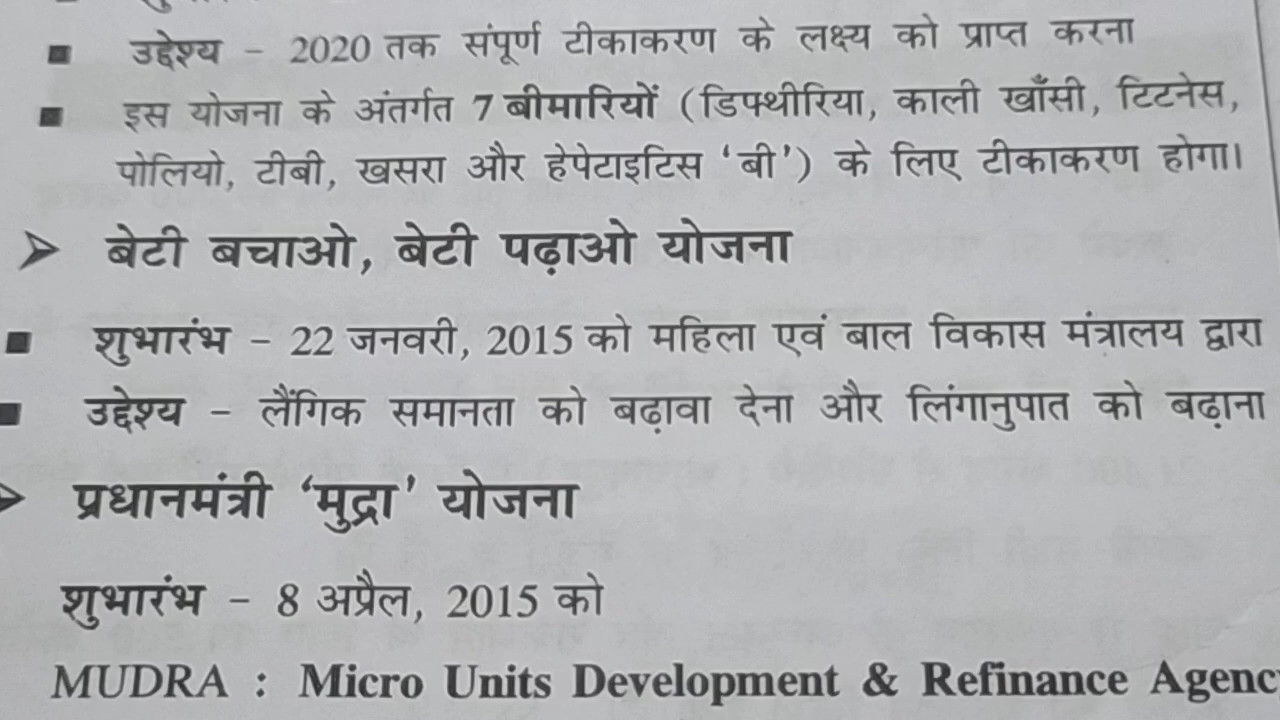 ■ उद्देश्य – 2020 तक संपूर्ण टीकाकरण के लक्ष्य को प्राप्त करना
■ इस योजना के अंतर्गत 7 बीमारियों (डिफ्थीरिया, काली खाँसी, टिटनेस,
पोलियो, टीबी, खसरा और हेपेटाइटिस ‘बी’) के लिए टीकाकरण होगा।
➢ बेटी बचाओ, बेटी पढ़ाओ योजना
■ शुभारंभ – 22 जनवरी, 2015 को महिला एवं बाल विकास मंत्रालय द्वारा
■ उद्देश्य – लैंगिक समानता को बढ़ावा देना और लिंगानुपात को बढ़ाना
➢ प्रधानमंत्री ‘मुद्रा’ योजना
शुभारंभ – 8 अप्रैल, 2015 को
MUDRA : Micro Units Development & Refinance Agenc